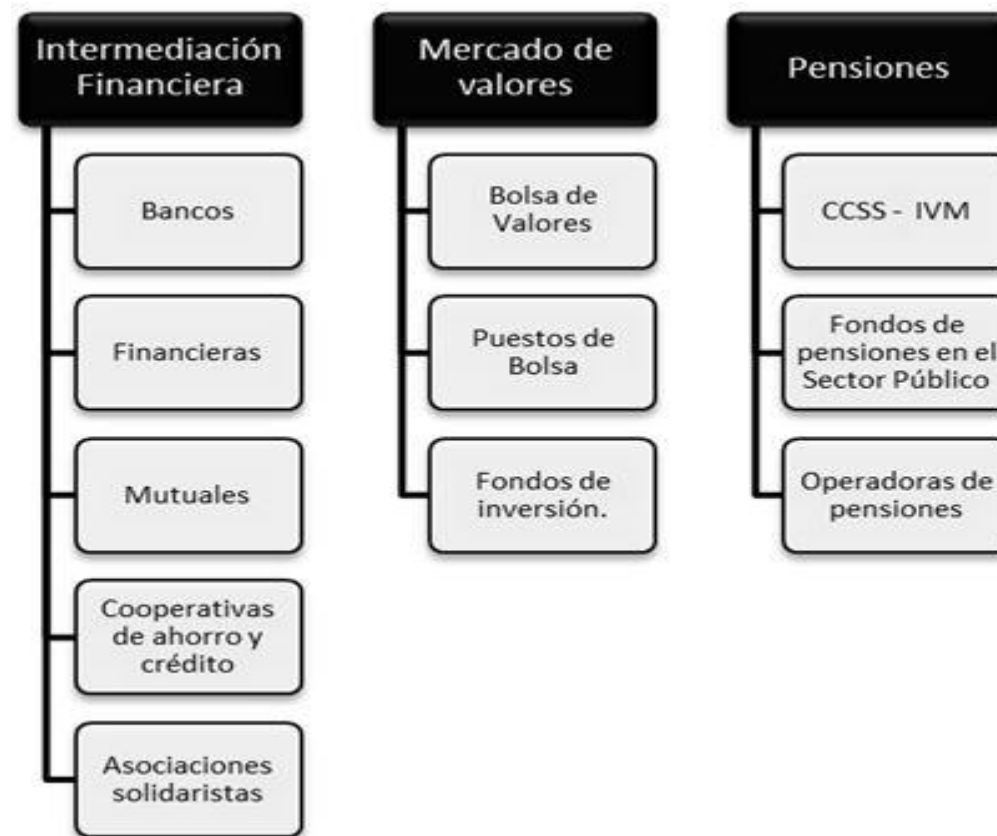 Intermediación
Financiera
Bancos
Financieras
Mutuales
Cooperativas
de ahorro y
crédito
Asociaciones
solidaristas
Mercado de
valores
Bolsa de
Valores
Puestos de
Bolsa
Fondos de
inversión.
Pensiones
CCSS - IVM
Fondos de
pensiones en el
Sector Público
Operadoras de
pensiones